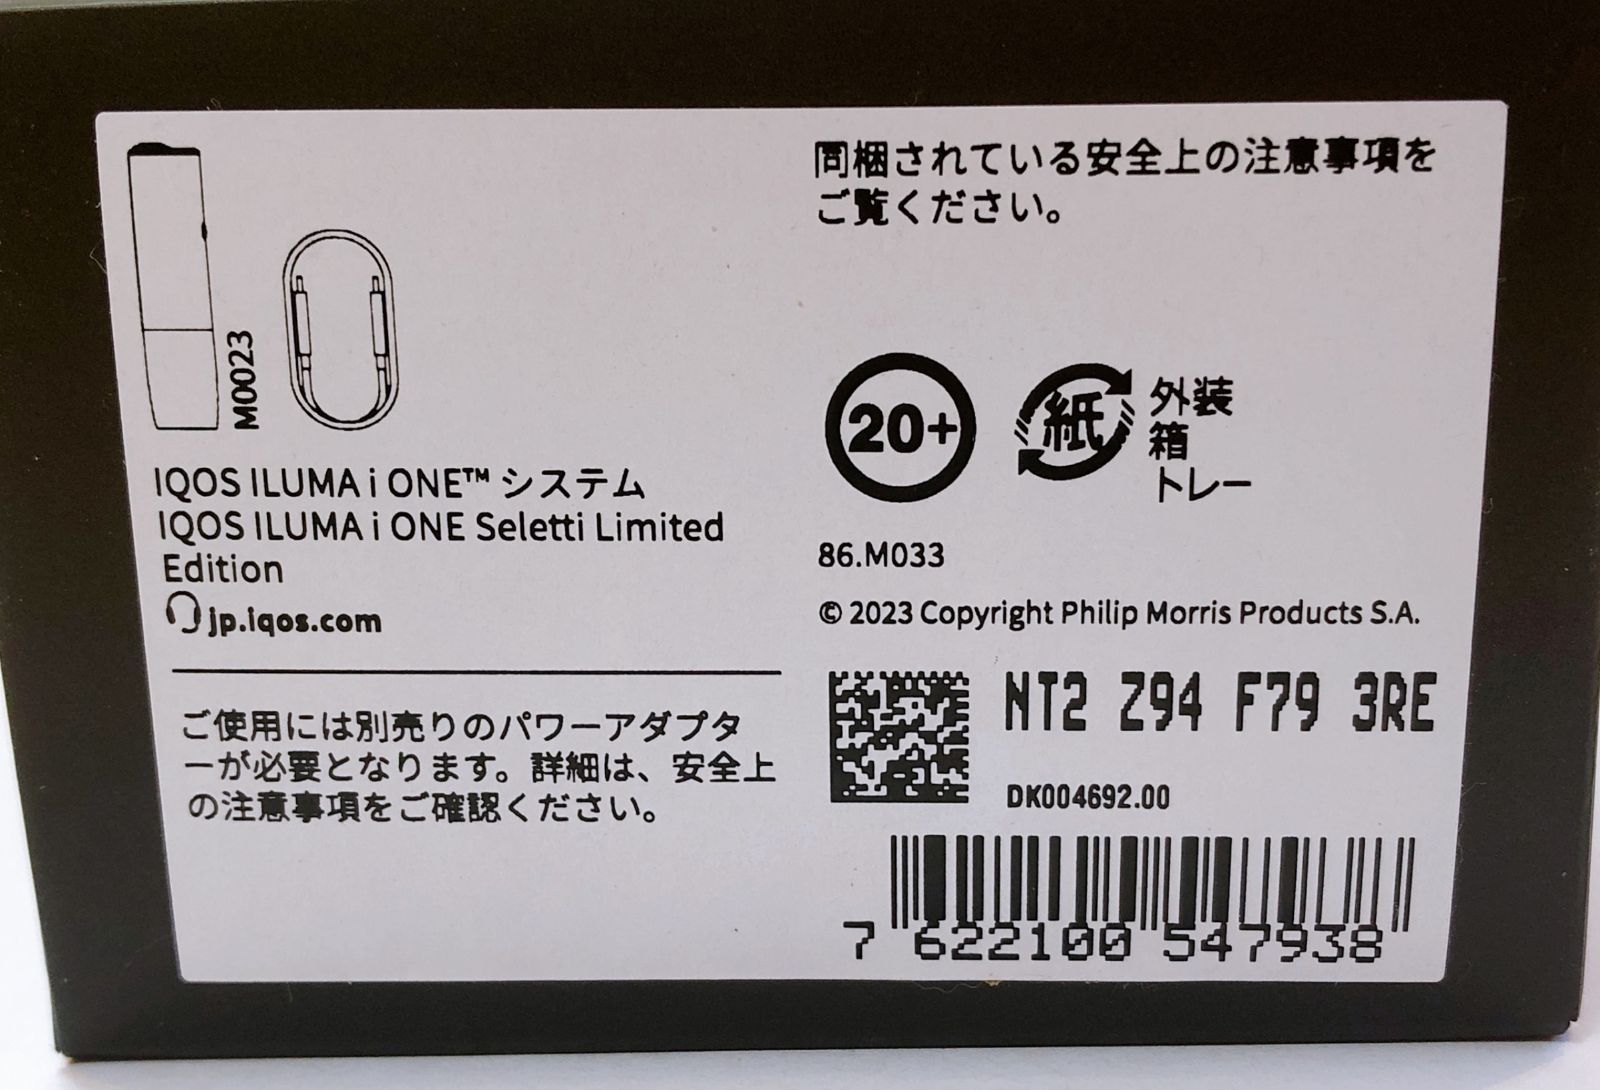 M0023
IQOS ILUMA i ONE™ システム
IQOS ILUMA i ONE Seletti Limited
Edition
jp.iqos.com
ご使用には別売りのパワーアダプタ
ーが必要となります。詳細は、安全上
の注意事項をご確認ください。
同梱されている安全上の注意事項を
ご覧ください。
20+
紙
外装
箱
トレー
86.M033
© 2023 Copyright Philip Morris Products S.A.
NT2 Z94 F79 3RE
DK004692.00
7 622100 547938